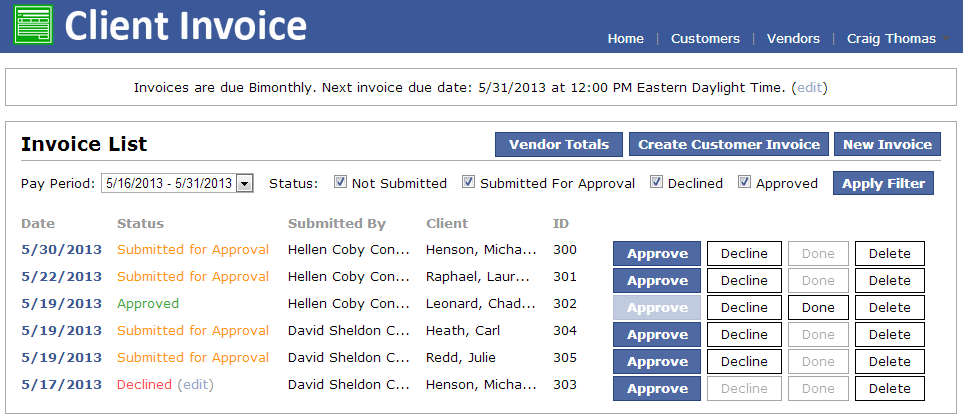 Client Invoice
Home | Customers | Vendors | Craig Thomas
Invoices are due Bimonthly. Next invoice due date: 5/31/2013 at 12:00 PM Eastern Daylight Time. (edit)
Invoice List Vendor Totals Create Customer Invoice New Invoice
Pay Period: 5/16/2013 - 5/31/2013 Status: Not Submitted Submitted For Approval Declined Approved Apply Filter
Date Status Submitted By Client ID
5/30/2013 Submitted for Approval Hellen Coby Con... Henson, Micha... 300 Approve Decline Done Delete
5/22/2013 Submitted for Approval Hellen Coby Con... Raphael, Laur... 301 Approve Decline Done Delete
5/19/2013 Approved Hellen Coby Con... Leonard, Chad... 302 Approve Decline Done Delete
5/19/2013 Submitted for Approval David Sheldon C... Heath, Carl 304 Approve Decline Done Delete
5/19/2013 Submitted for Approval David Sheldon C... Redd, Julie 305 Approve Decline Done Delete
5/17/2013 Declined (edit) David Sheldon C... Henson, Micha... 303 Approve Decline Done Delete